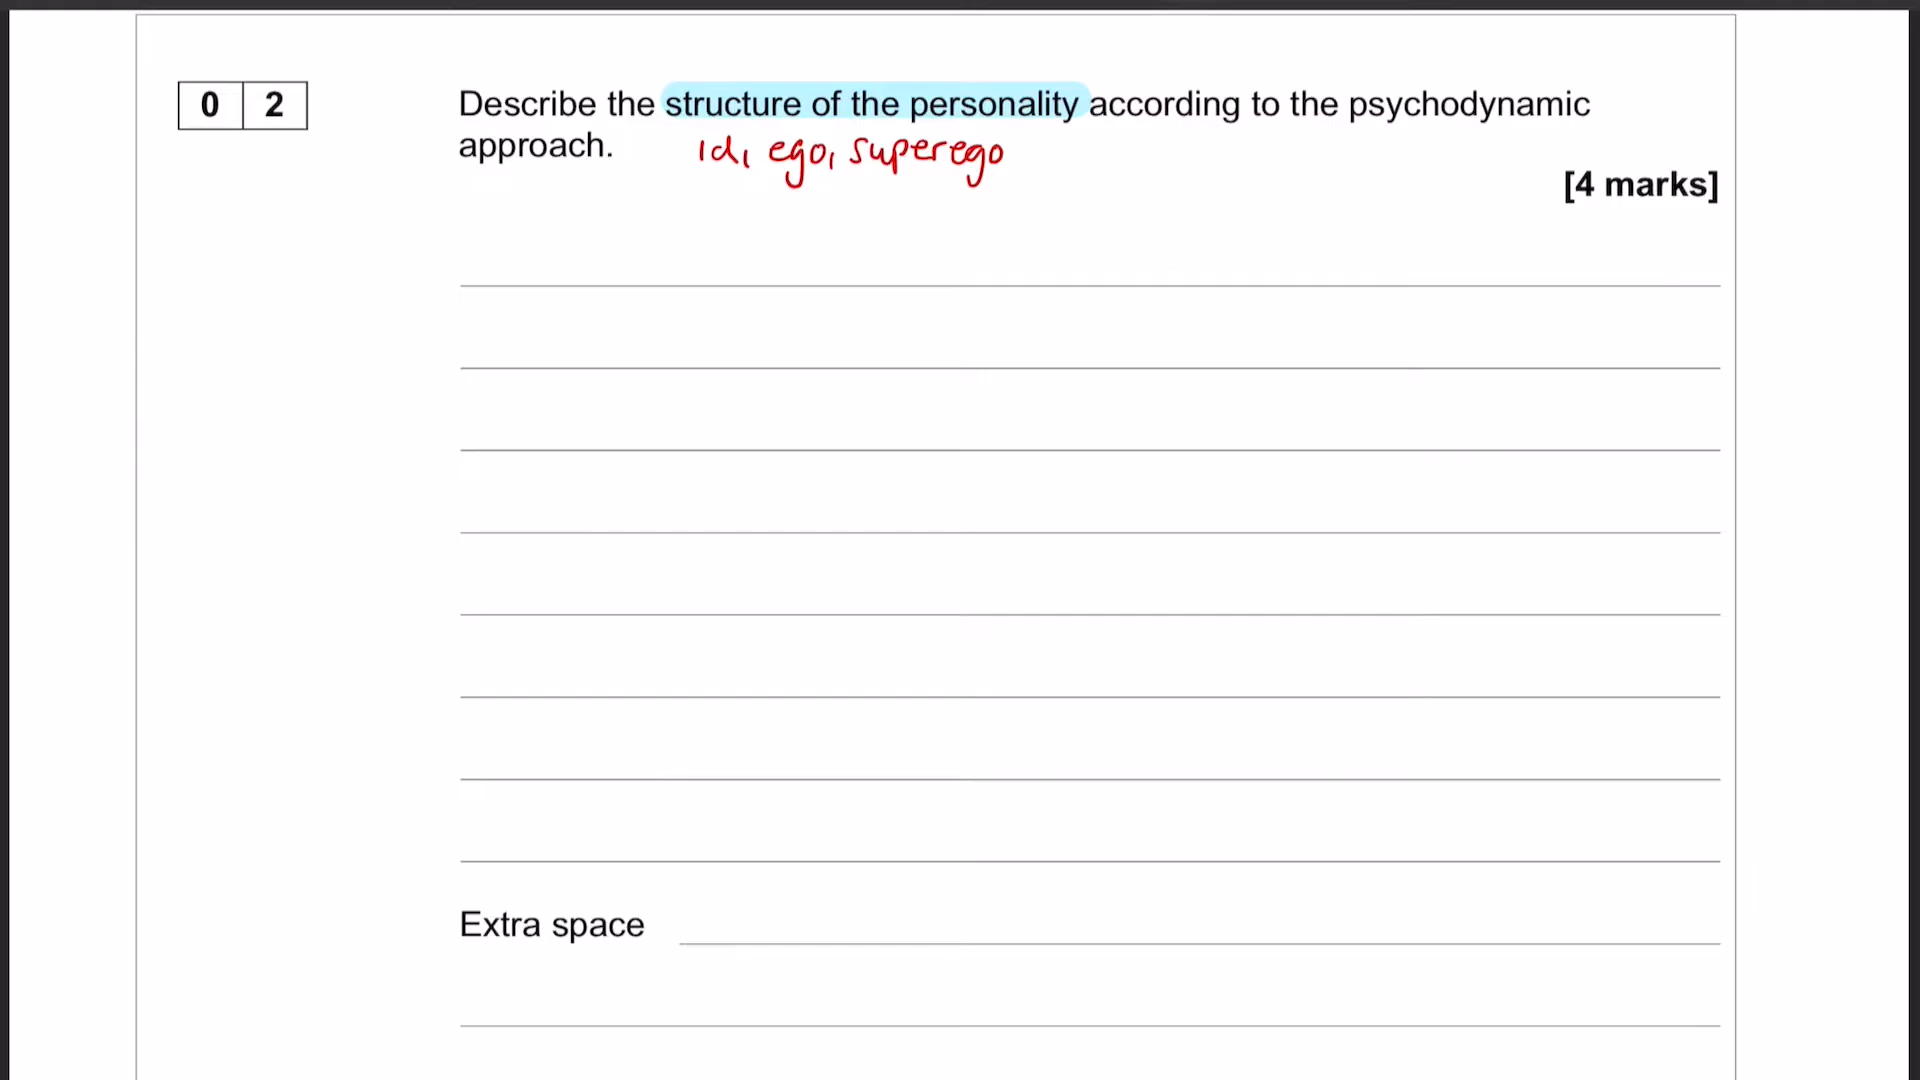 0 2
Describe the structure of the personality according to the psychodynamic
approach.
id, ego, superego
[4 marks]
Extra space